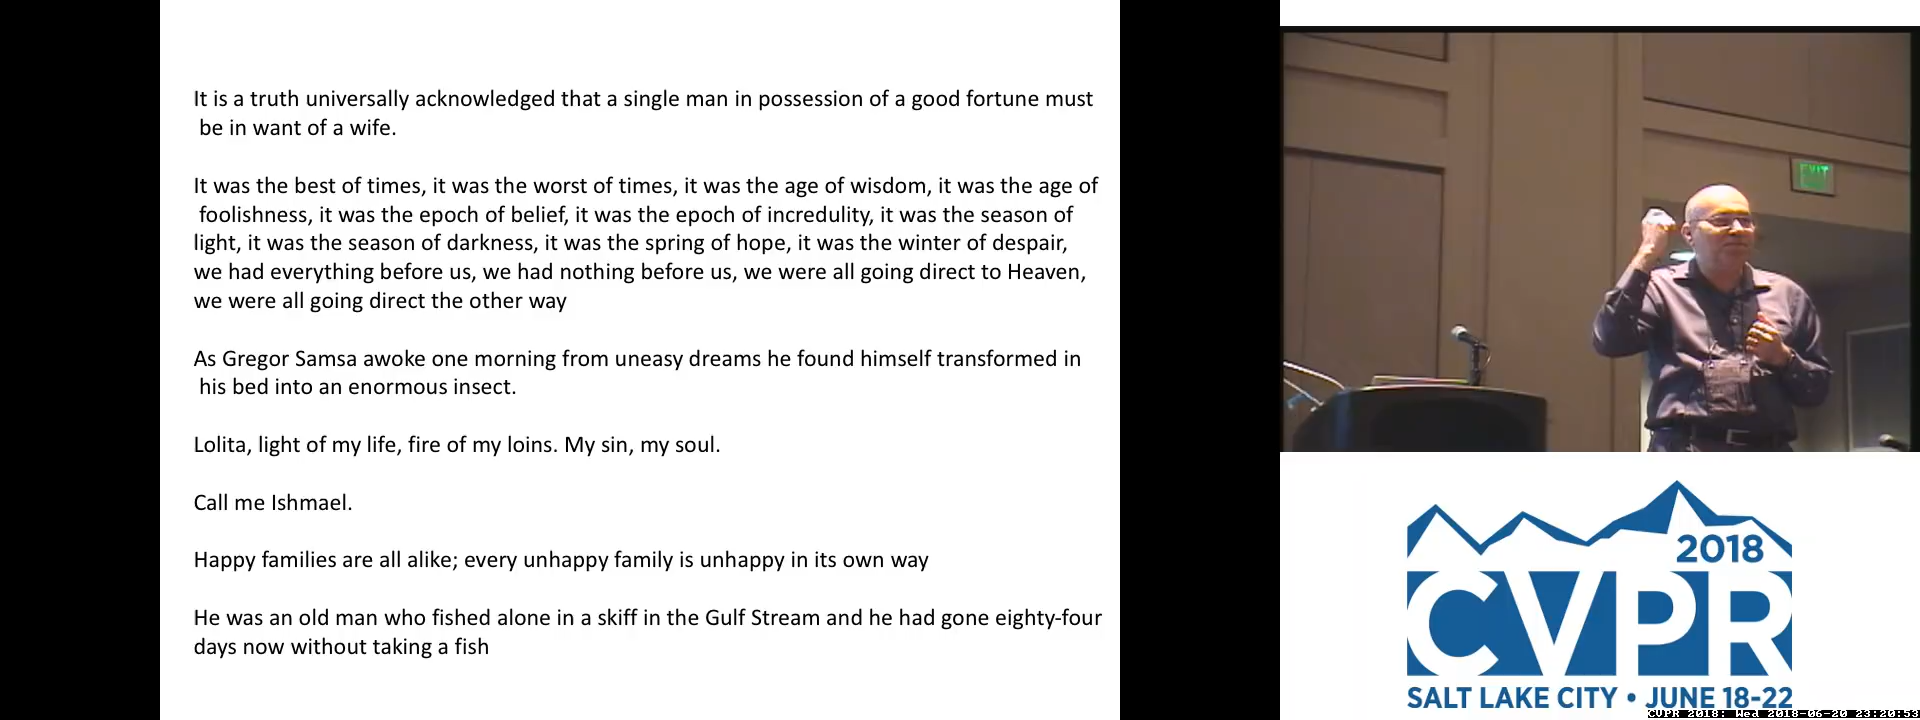 It is a truth universally acknowledged that a single man in possession of a good fortune must
be in want of a wife.
It was the best of times, it was the worst of times, it was the age of wisdom, it was the age of
foolishness, it was the epoch of belief, it was the epoch of incredulity, it was the season of
light, it was the season of darkness, it was the spring of hope, it was the winter of despair,
we had everything before us, we had nothing before us, we were all going direct to Heaven,
we were all going direct the other way
As Gregor Samsa awoke one morning from uneasy dreams he found himself transformed in
his bed into an enormous insect.
Lolita, light of my life, fire of my loins. My sin, my soul.
Call me Ishmael.
Happy families are all alike; every unhappy family is unhappy in its own way
He was an old man who fished alone in a skiff in the Gulf Stream and he had gone eighty-four
days now without taking a fish
EXIT
2018
CVPR
SALT LAKE CITY • JUNE 18-22
CVPR 2018: Wed 2018-06-20 23:20:53